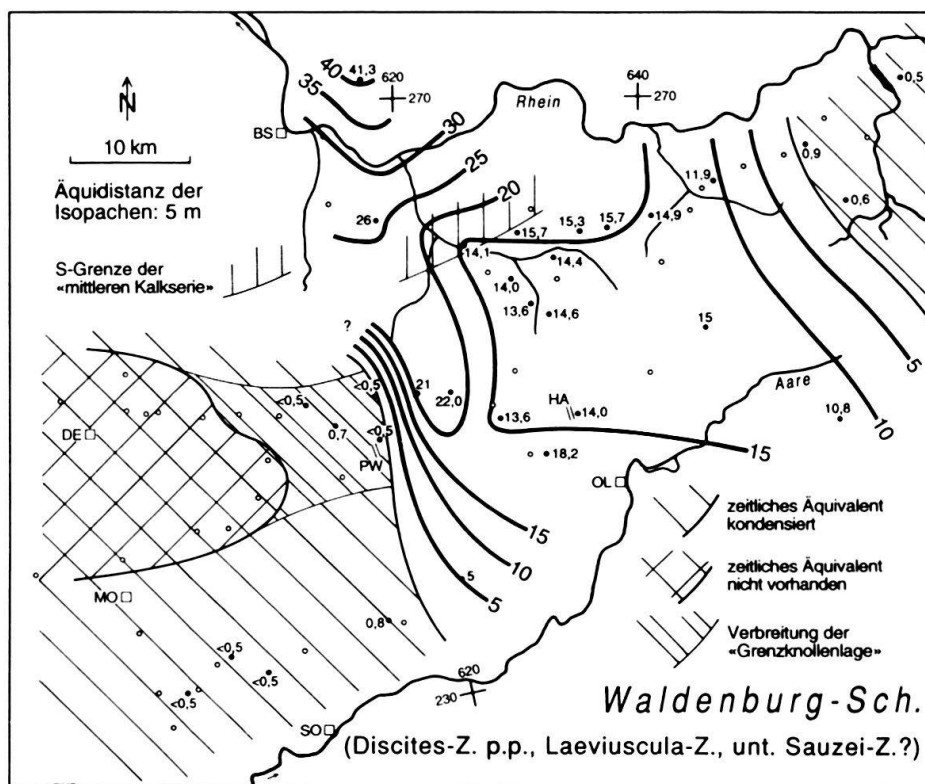 40
41,3
35
620
270
640
270
Rhein
0,5
N
BS
30
10 km
25
0,9
11,9
Äquidistanz der
Isopachen: 5 m
20
0,6
26
15,7
15,3
15,7
14,9
S-Grenze der
«mittleren Kalkserie»
14,1
14,4
14,0
13,6
14,6
15
?
5
Aare
<0,5
21
22,0
<0,5
HA
14,0
13,6
10,8
10
DE
0,7
<0,5
PW
15
18,2
OL
zeitliches Äquivalent
kondensiert
15
10
zeitliches Äquivalent
nicht vorhanden
5
5
MO
0,8
Verbreitung der
«Grenzknollenlage»
<0,5
<0,5
<0,5
620
230
SO
Waldenburg-Sch.
(Discites-Z. p.p., Laeviuscula-Z., unt. Sauzei-Z.?)